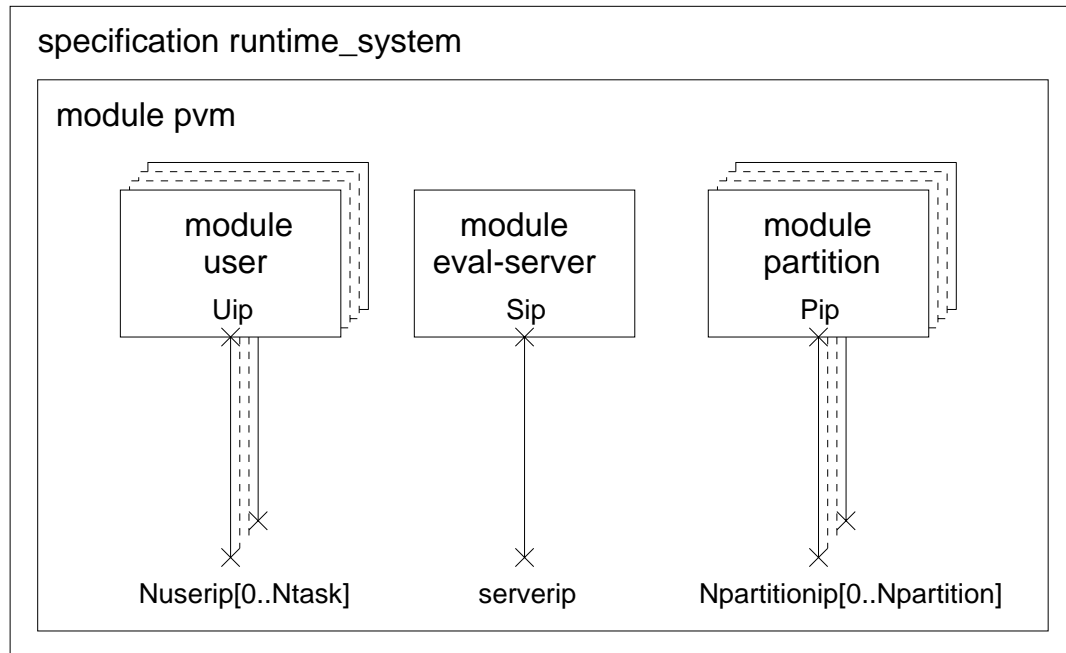 specification runtime_system
module pvm
module
user
Uip
module
eval-server
Sip
module
partition
Pip
Nuserip[0..Ntask]
serverip
Npartitionip[0..Npartition]